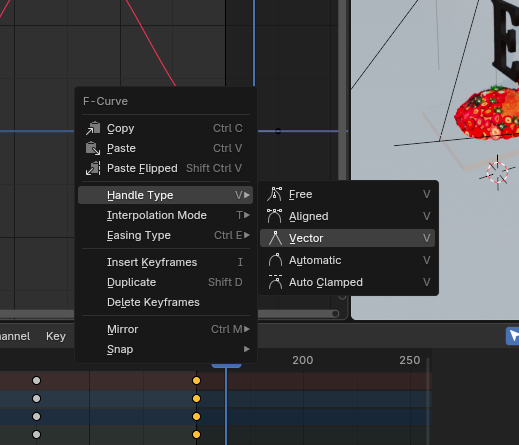 F-Curve
Copy Ctrl C
Paste Ctrl V
Paste Flipped Shift Ctrl V
Handle Type V
Interpolation Mode T
Easing Type Ctrl E
Insert Keyframes I
Duplicate Shift D
Delete Keyframes
Mirror Ctrl M
Snap
Free V
Aligned V
Vector V
Automatic V
Auto Clamped V
E
hannel Key
200 250